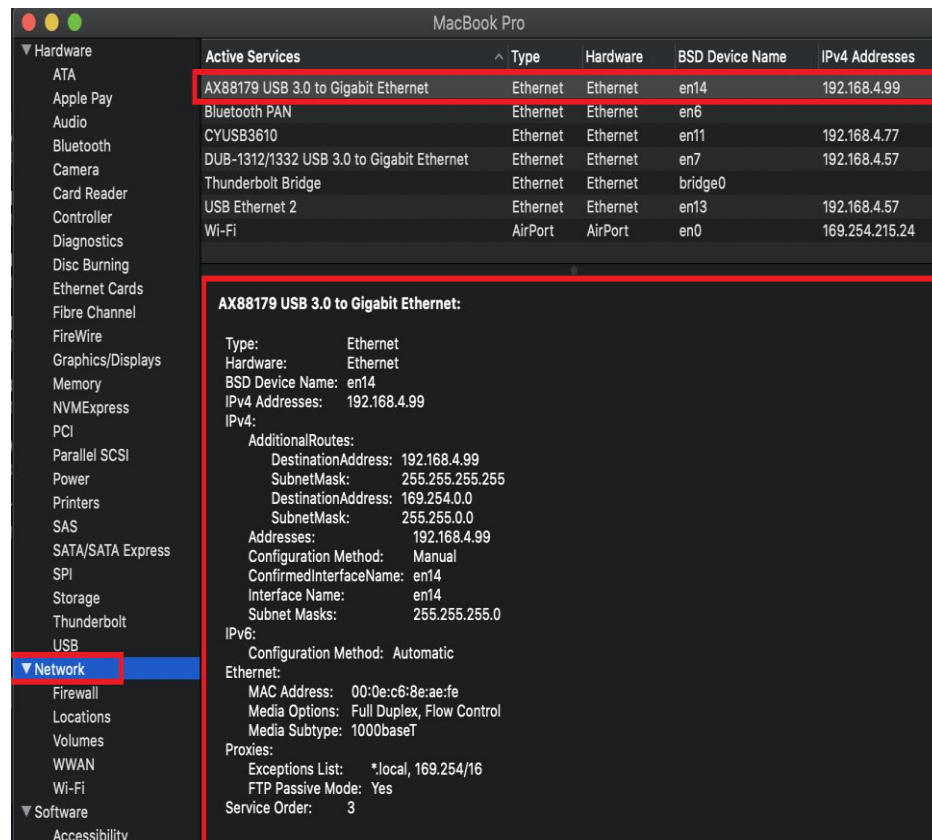 MacBook Pro
▼ Hardware
ATA
Apple Pay
Audio
Bluetooth
Camera
Card Reader
Controller
Diagnostics
Disc Burning
Ethernet Cards
Fibre Channel
FireWire
Graphics/Displays
Memory
NVMExpress
PCI
Parallel SCSI
Power
Printers
SAS
SATA/SATA Express
SPI
Storage
Thunderbolt
USB
▼ Network
Firewall
Locations
Volumes
WWAN
Wi-Fi
▼ Software
Accessibility
Active Services Type Hardware BSD Device Name IPv4 Addresses
AX88179 USB 3.0 to Gigabit Ethernet Ethernet Ethernet en14 192.168.4.99
Bluetooth PAN Ethernet Ethernet en6
CYUSB3610 Ethernet Ethernet en11 192.168.4.77
DUB-1312/1332 USB 3.0 to Gigabit Ethernet Ethernet Ethernet en7 192.168.4.57
Thunderbolt Bridge Ethernet Ethernet bridge0
USB Ethernet 2 Ethernet Ethernet en13 192.168.4.57
Wi-Fi AirPort AirPort en0 169.254.215.24
AX88179 USB 3.0 to Gigabit Ethernet:
Type: Ethernet
Hardware: Ethernet
BSD Device Name: en14
IPv4 Addresses: 192.168.4.99
IPv4:
AdditionalRoutes:
DestinationAddress: 192.168.4.99
SubnetMask: 255.255.255.255
DestinationAddress: 169.254.0.0
SubnetMask: 255.255.0.0
Addresses: 192.168.4.99
Configuration Method: Manual
ConfirmedInterfaceName: en14
Interface Name: en14
Subnet Masks: 255.255.255.0
IPv6:
Configuration Method: Automatic
Ethernet:
MAC Address: 00:0e:c6:8e:ae:fe
Media Options: Full Duplex, Flow Control
Media Subtype: 1000baseT
Proxies:
Exceptions List: *.local, 169.254/16
FTP Passive Mode: Yes
Service Order: 3